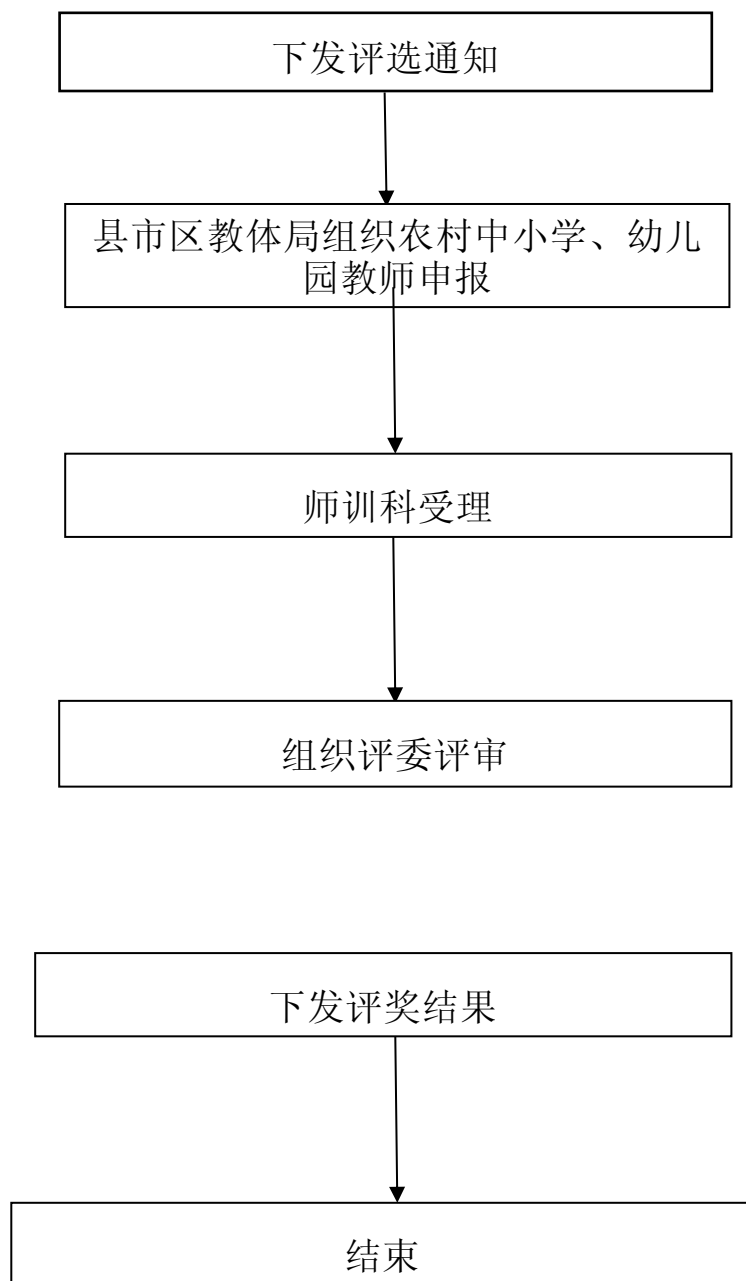 下发评选通知
县市区教体局组织农村中小学、幼儿
园教师申报
师训科受理
组织评委评审
下发评奖结果
结束